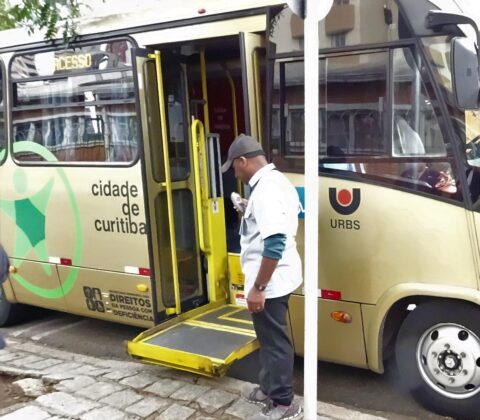 ACESSO
cidade
de
curitiba
URBS
DIREITOS
DA PESSOA COM
DEFICIÊNCIA